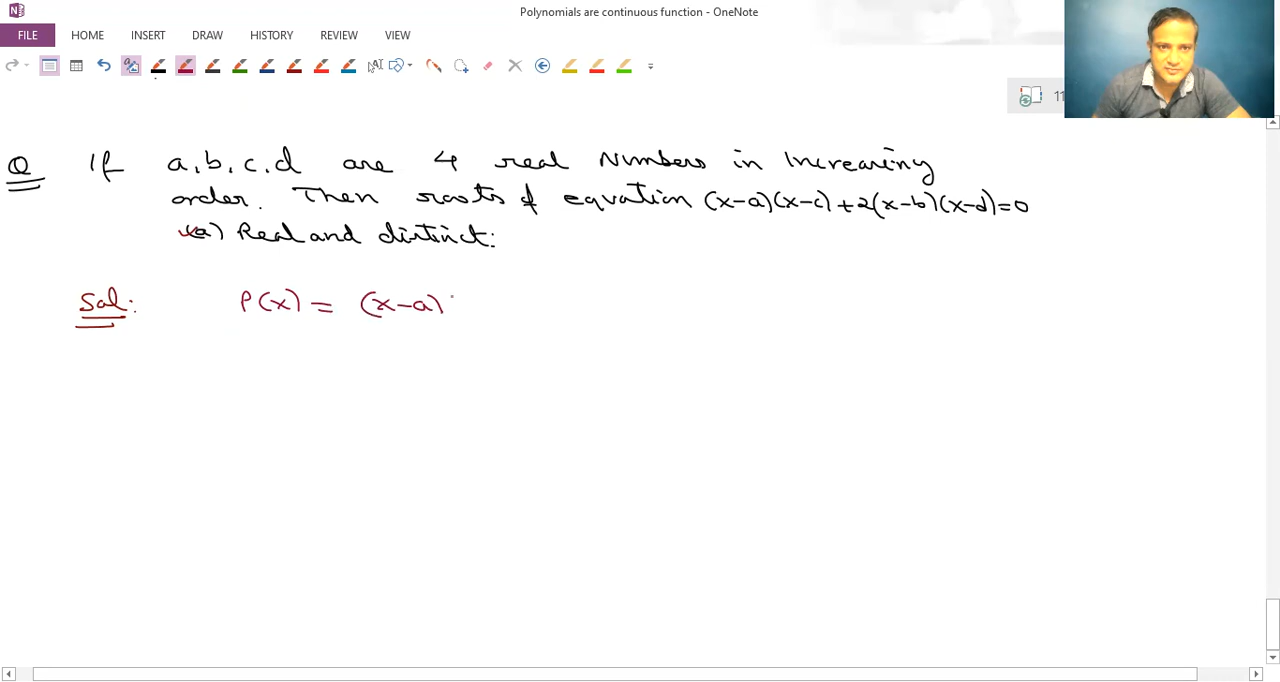 Polynomials are continuous function - OneNote
FILE HOME INSERT DRAW HISTORY REVIEW VIEW
11
Q If a, b, c, d are 4 real Numbers in Increasing
order. Then roots of equation (x-a)(x-c)+2(x-b)(x-d)=0
(a) Real and distinct:
Sol: P(x) = (x-a)